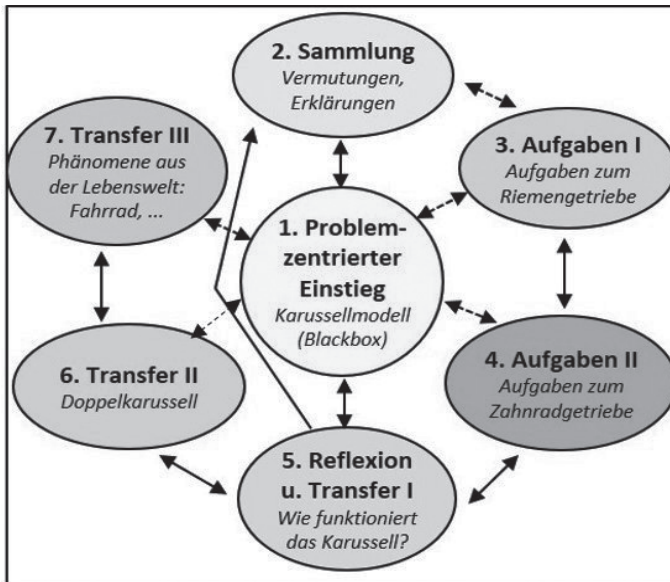 2. Sammlung
Vermutungen,
Erklärungen
7. Transfer III
Phänomene aus
der Lebenswelt:
Fahrrad, ...
3. Aufgaben I
Aufgaben zum
Riemengetriebe
1. Problem-
zentrierter
Einstieg
Karussellmodell
(Blackbox)
6. Transfer II
Doppelkarussell
4. Aufgaben II
Aufgaben zum
Zahnradgetriebe
5. Reflexion
u. Transfer I
Wie funktioniert
das Karussell?